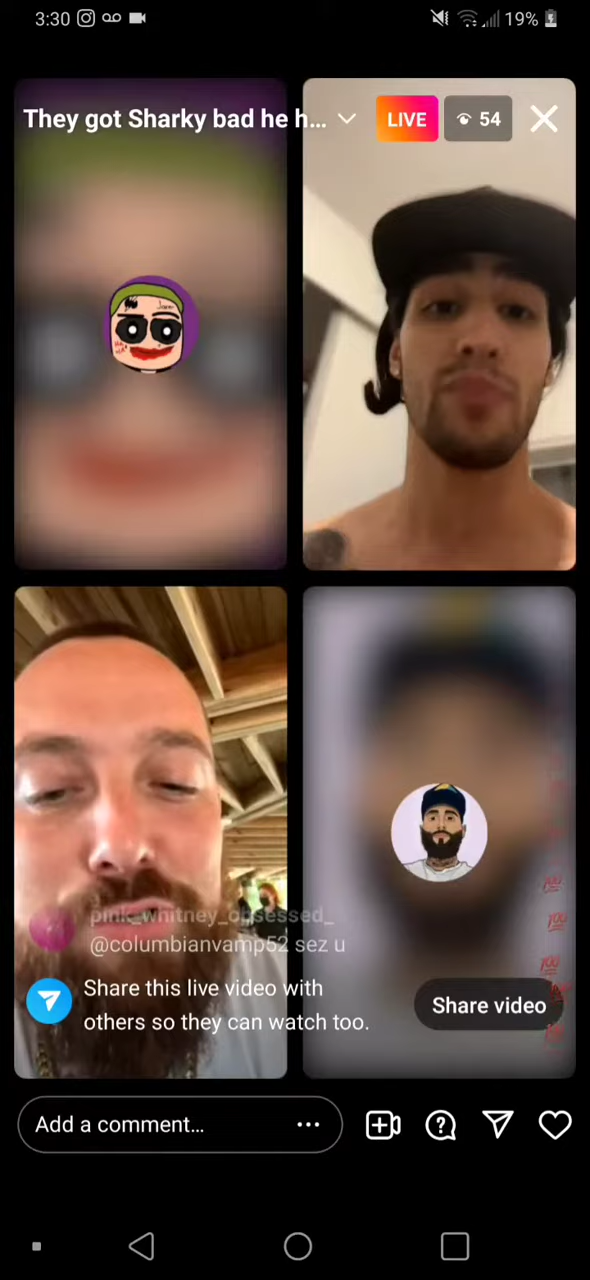 3:30
19%
They got Sharky bad he h...
LIVE
54
pink_whitney_obsessed_
@columbianvamp52 sez u
Share this live video with
others so they can watch too.
Share video
Add a comment...